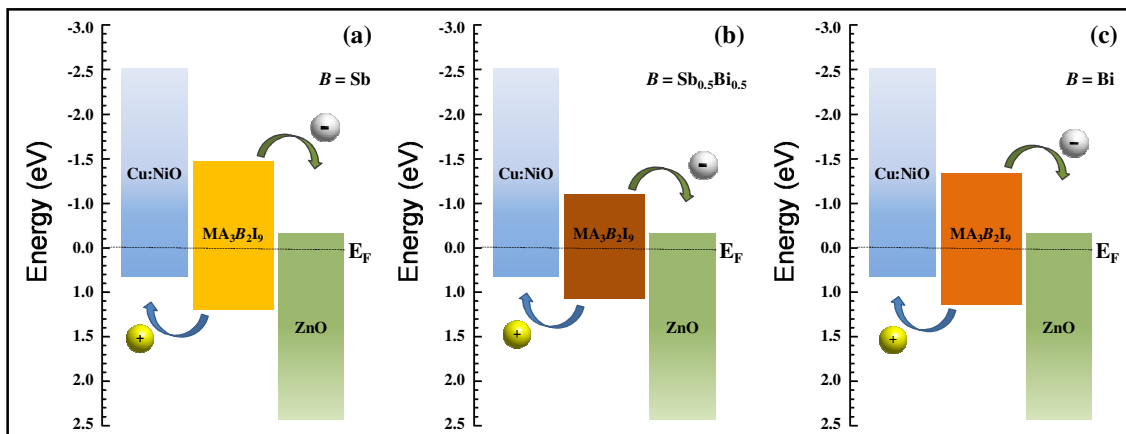 (a)
B = Sb
-3.0
-2.5
-2.0
-1.5
-1.0
0.0
1.0
1.5
2.0
2.5
Energy (eV)
Cu:NiO
MA₃B₂I₉
ZnO
E_F
-
+
(b)
B = Sb₀.₅Bi₀.₅
-3.0
-2.5
-2.0
-1.5
-1.0
0.0
1.0
1.5
2.0
2.5
Energy (eV)
Cu:NiO
MA₃B₂I₉
ZnO
E_F
-
+
(c)
B = Bi
-3.0
-2.5
-2.0
-1.5
-1.0
0.0
1.0
1.5
2.0
2.5
Energy (eV)
Cu:NiO
MA₃B₂I₉
ZnO
E_F
-
+